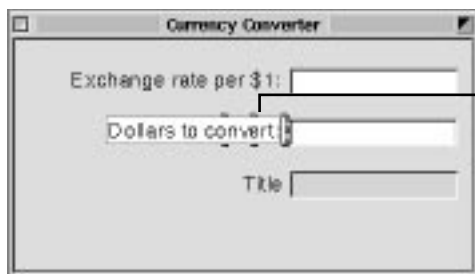 Currency Converter
Exchange rate per $1:
Dollars to convert:
Title